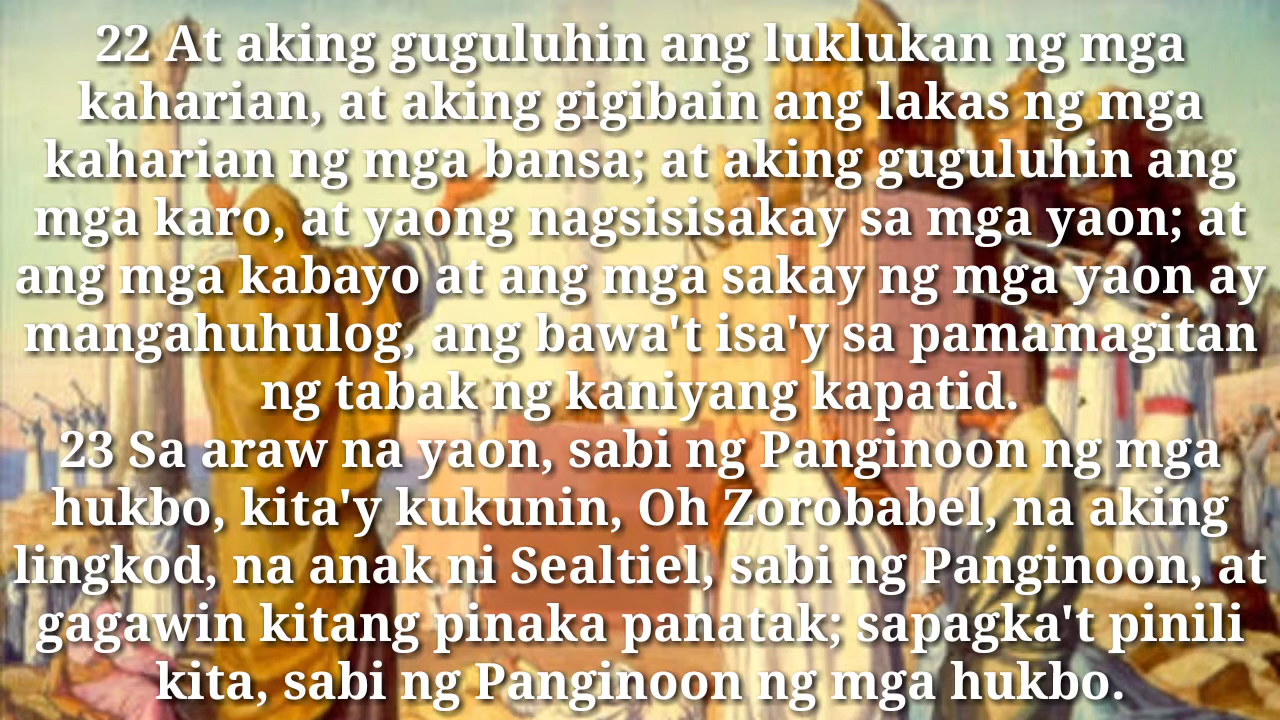 22 At aking guguluhin ang luklukan ng mga
kaharian, at aking gigibain ang lakas ng mga
kaharian ng mga bansa; at aking guguluhin ang
mga karo, at yaong nagsisisakay sa mga yaon; at
ang mga kabayo at ang mga sakay ng mga yaon ay
mangahuhulog, ang bawa't isa'y sa pamamagitan
ng tabak ng kaniyang kapatid.
23 Sa araw na yaon, sabi ng Panginoon ng mga
hukbo, kita'y kukunin, Oh Zorobabel, na aking
lingkod, na anak ni Sealtiel, sabi ng Panginoon, at
gagawin kitang pinaka panatak; sapagka't pinili
kita, sabi ng Panginoon ng mga hukbo.